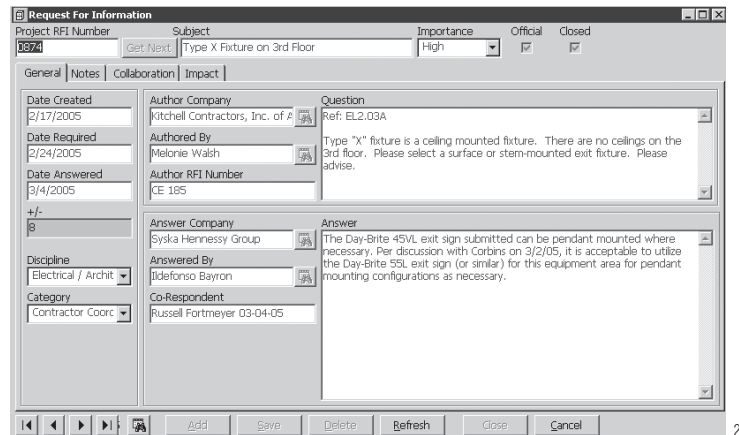 Request For Information
Project RFI Number
Subject
Importance
Official
Closed
0874
Get Next
Type X Fixture on 3rd Floor
High
General
Notes
Collaboration
Impact
Date Created
2/17/2005
Date Required
2/24/2005
Date Answered
3/4/2005
+/-
8
Discipline
Electrical / Archit
Category
Contractor Coorc
Author Company
Kitchell Contractors, Inc. of A
Authored By
Melonie Walsh
Author RFI Number
CE 185
Question
Ref: EL2.03A
Type "X" fixture is a ceiling mounted fixture. There are no ceilings on the
3rd floor. Please select a surface or stem-mounted exit fixture. Please
advise.
Answer Company
Syska Hennessy Group
Answered By
Ildefonso Bayron
Co-Respondent
Russell Fortmeyer 03-04-05
Answer
The Day-Brite 45VL exit sign submitted can be pendant mounted where
necessary. Per discussion with Corbins on 3/2/05, it is acceptable to utilize
the Day-Brite 55L exit sign (or similar) for this equipment area for pendant
mounting configurations as necessary.
Add
Save
Delete
Refresh
Close
Cancel
2